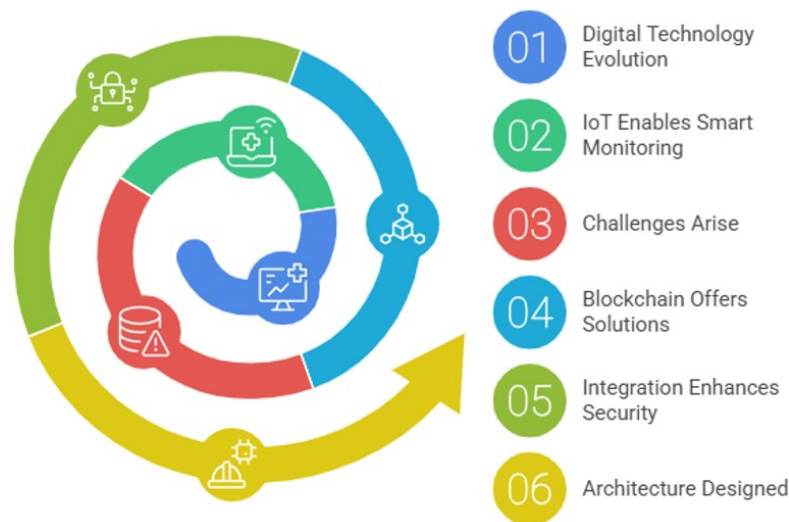 01
Digital Technology
Evolution
02
IoT Enables Smart
Monitoring
03
Challenges Arise
04
Blockchain Offers
Solutions
05
Integration Enhances
Security
06
Architecture Designed